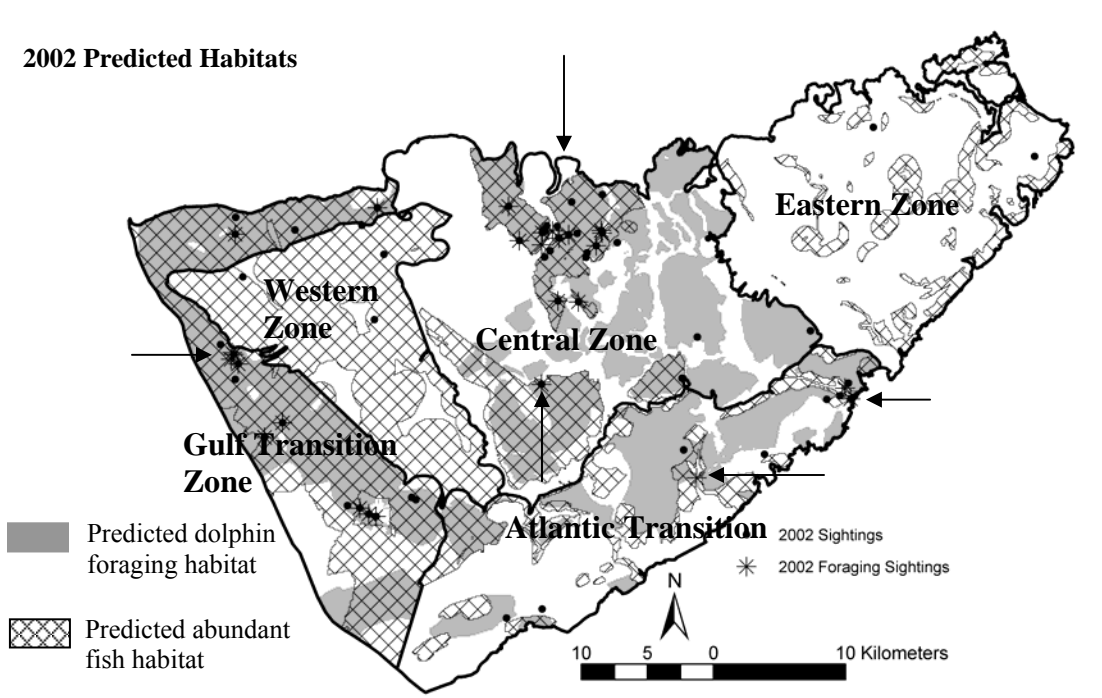 2002 Predicted Habitats
Eastern Zone
Western
Zone
Central Zone
Gulf Transition
Zone
Atlantic Transition
Predicted dolphin
foraging habitat
Predicted abundant
fish habitat
2002 Sightings
2002 Foraging Sightings
N
10 5 0 10 Kilometers